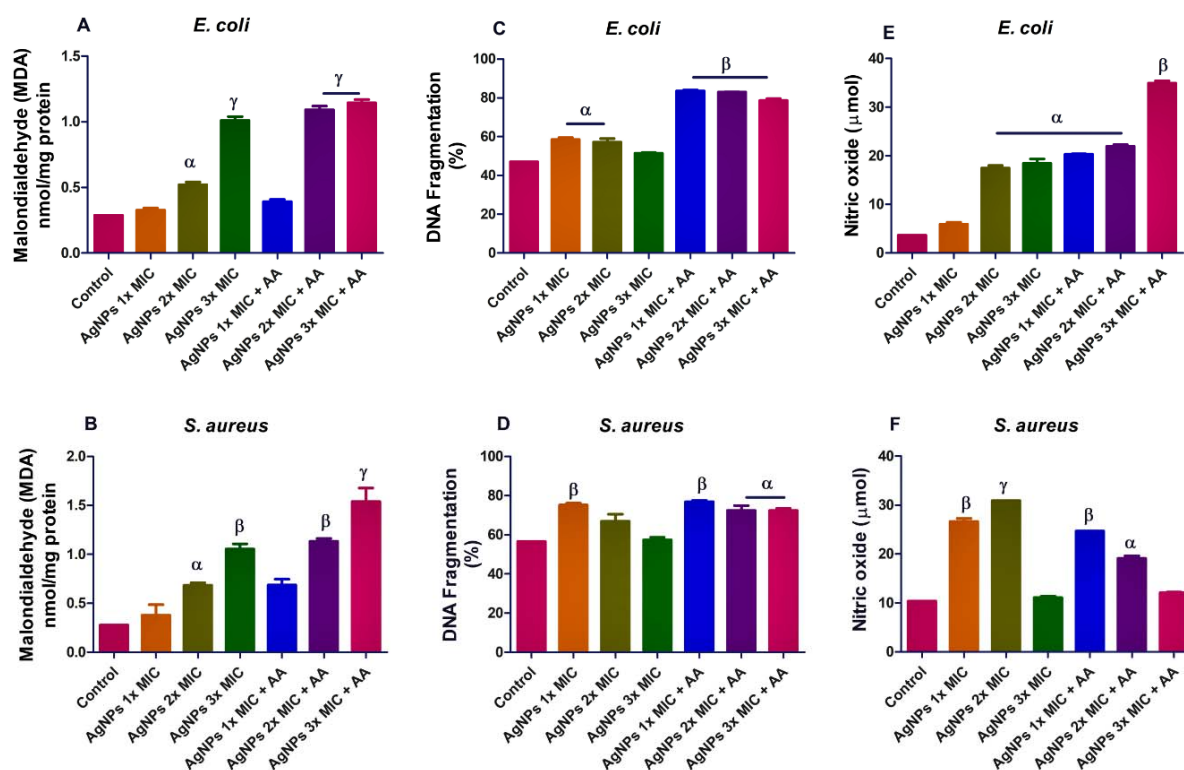 A
E. coli
Malondialdehyde (MDA)
nmol/mg protein
1.5
1.0
0.5
0.0
α
γ
γ
Control
AgNPs 1x MIC
AgNPs 2x MIC
AgNPs 3x MIC
AgNPs 1x MIC + AA
AgNPs 2x MIC + AA
AgNPs 3x MIC + AA
C
E. coli
DNA Fragmentation
(%)
100
80
60
40
20
0
α
β
Control
AgNPs 1x MIC
AgNPs 2x MIC
AgNPs 3x MIC
AgNPs 1x MIC + AA
AgNPs 2x MIC + AA
AgNPs 3x MIC + AA
E
E. coli
Nitric oxide (μmol)
40
30
20
10
0
α
β
Control
AgNPs 1x MIC
AgNPs 2x MIC
AgNPs 3x MIC
AgNPs 1x MIC + AA
AgNPs 2x MIC + AA
AgNPs 3x MIC + AA
B
S. aureus
Malondialdehyde (MDA)
nmol/mg protein
2.0
1.5
1.0
0.5
0.0
α
β
β
γ
Control
AgNPs 1x MIC
AgNPs 2x MIC
AgNPs 3x MIC
AgNPs 1x MIC + AA
AgNPs 2x MIC + AA
AgNPs 3x MIC + AA
D
S. aureus
DNA Fragmentation
(%)
100
80
60
40
20
0
β
β
α
Control
AgNPs 1x MIC
AgNPs 2x MIC
AgNPs 3x MIC
AgNPs 1x MIC + AA
AgNPs 2x MIC + AA
AgNPs 3x MIC + AA
F
S. aureus
Nitric oxide (μmol)
40
30
20
10
0
β
γ
β
α
Control
AgNPs 1x MIC
AgNPs 2x MIC
AgNPs 3x MIC
AgNPs 1x MIC + AA
AgNPs 2x MIC + AA
AgNPs 3x MIC + AA